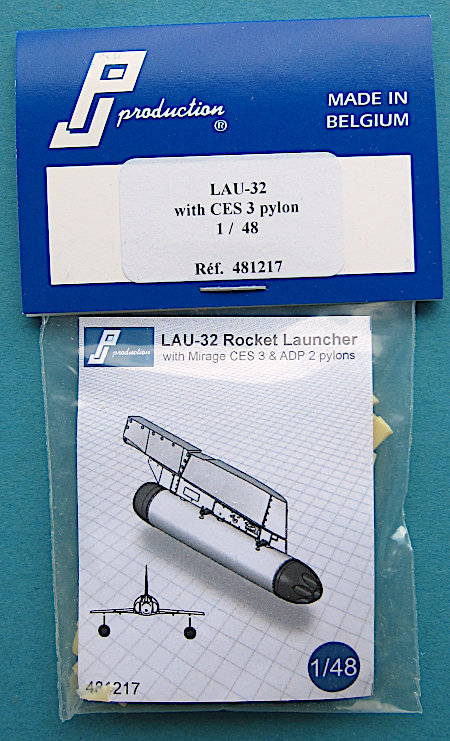 PJ production®
MADE IN
BELGIUM
LAU-32
with CES 3 pylon
1 / 48
Réf. 481217
PJ production
LAU-32 Rocket Launcher
with Mirage CES 3 & ADP 2 pylons
1/48
481217